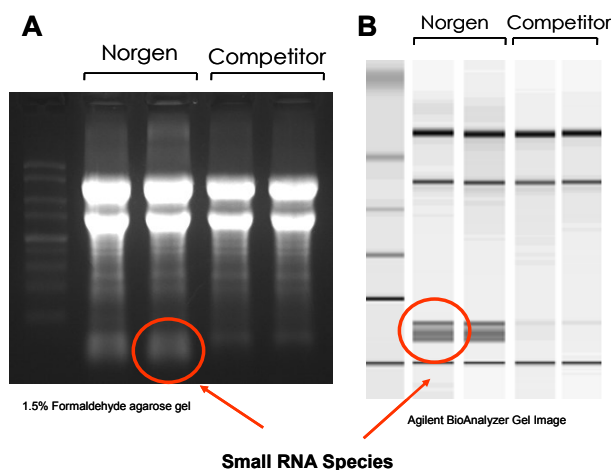 A
Norgen
Competitor
B
Norgen
Competitor
1.5% Formaldehyde agarose gel
Agilent BioAnalyzer Gel Image
Small RNA Species